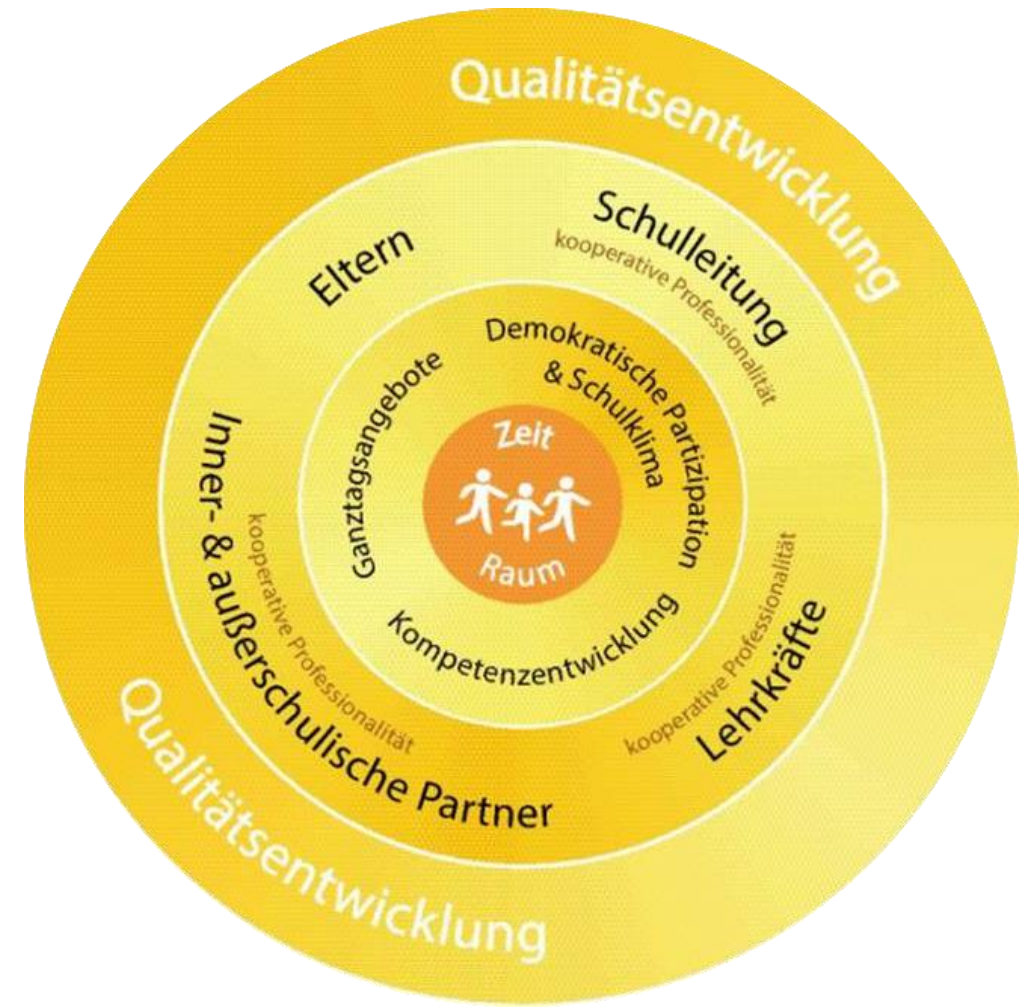 Qualitätsentwicklung
Schulleitung
kooperative Professionalität
Eltern
Demokratische Partizipation
& Schulklima
Ganztagsangebote
Zeit
Raum
Kompetenzentwicklung
Inner- & außerschulische Partner
kooperative Professionalität
kooperative Professionalität
Lehrkräfte
Qualitätsentwicklung